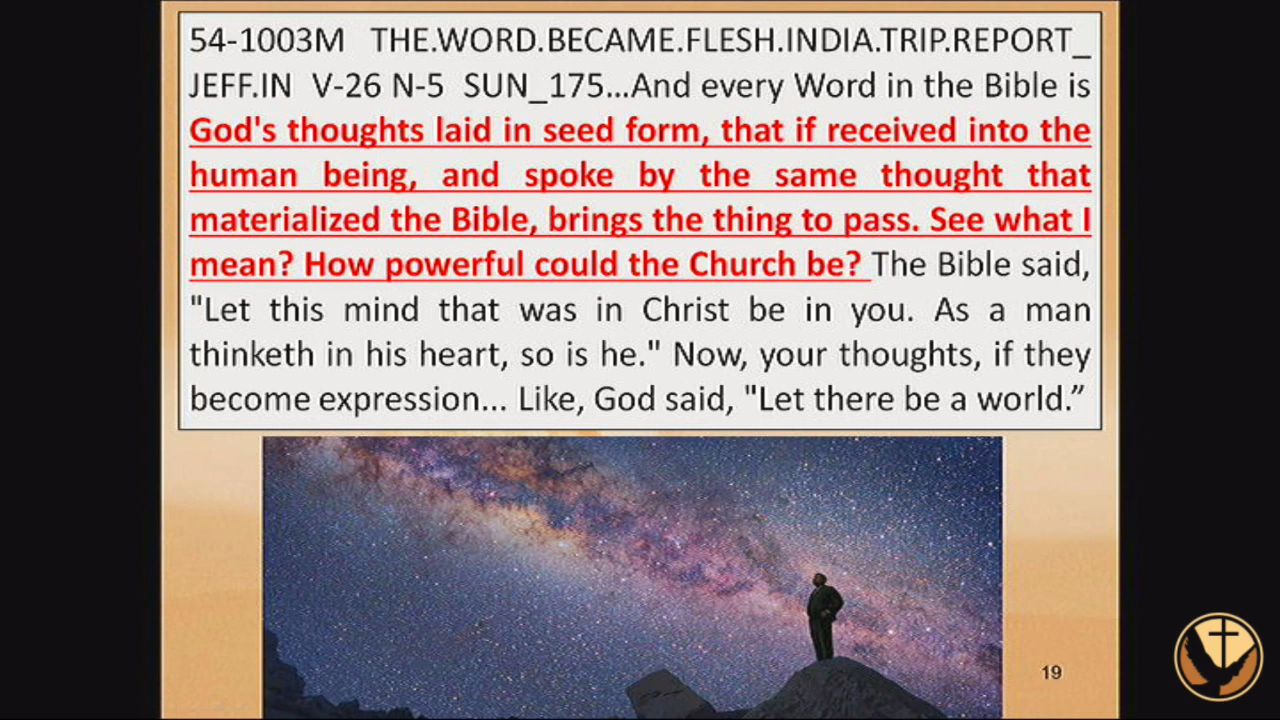 54-1003M THE.WORD.BECAME.FLESH.INDIA.TRIP.REPORT_
JEFF.IN V-26 N-5 SUN_175...And every Word in the Bible is
God's thoughts laid in seed form, that if received into the
human being, and spoke by the same thought that
materialized the Bible, brings the thing to pass. See what I
mean? How powerful could the Church be? The Bible said,
"Let this mind that was in Christ be in you. As a man
thinketh in his heart, so is he." Now, your thoughts, if they
become expression... Like, God said, "Let there be a world.”
19